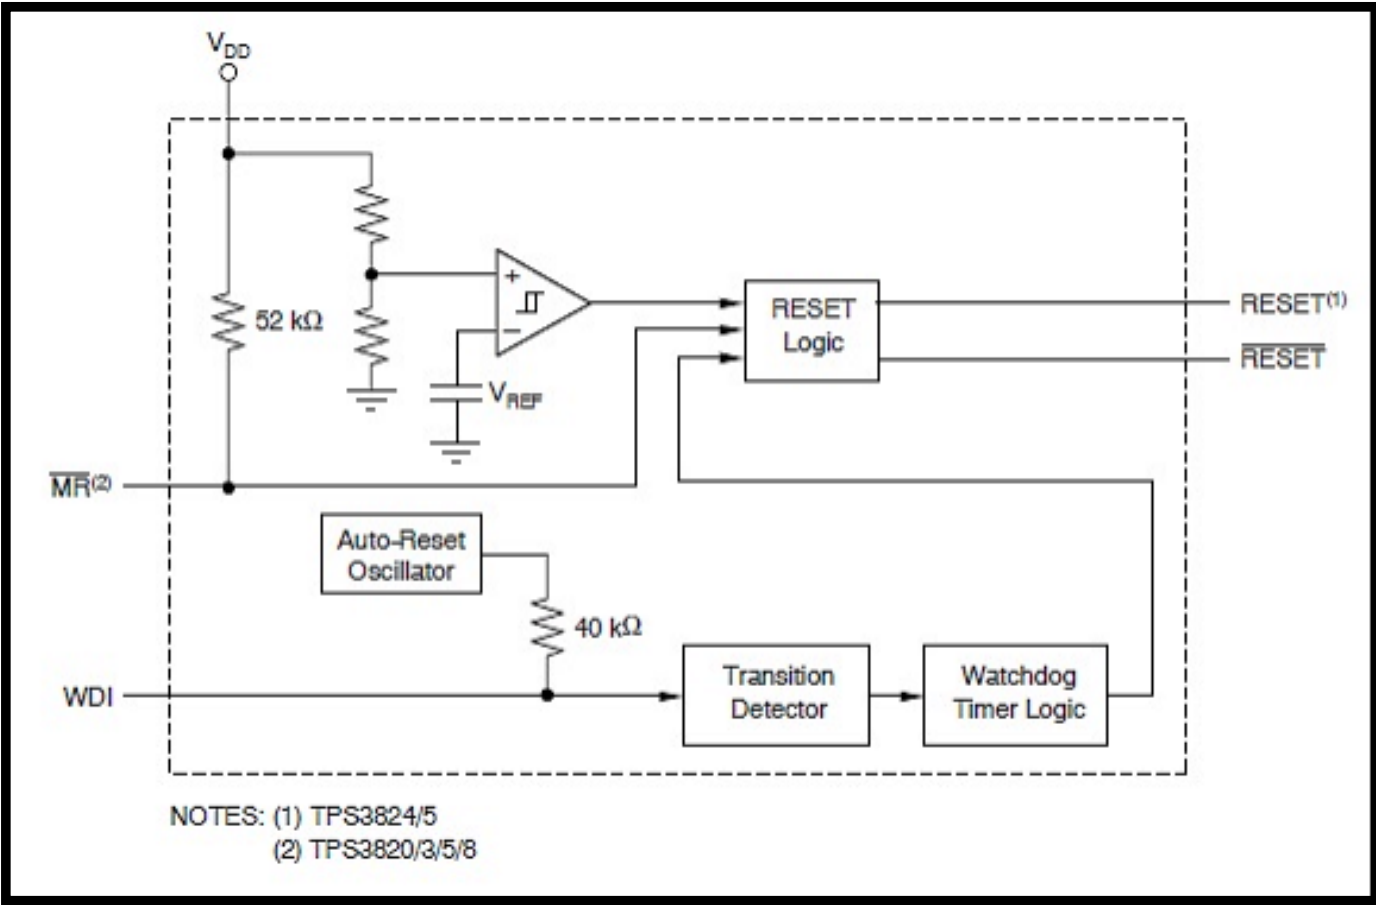 VDD
52 kΩ
+
−
VREF
RESET
Logic
RESET(1)
RESET
MR(2)
Auto-Reset
Oscillator
40 kΩ
WDI
Transition
Detector
Watchdog
Timer Logic
NOTES: (1) TPS3824/5
(2) TPS3820/3/5/8